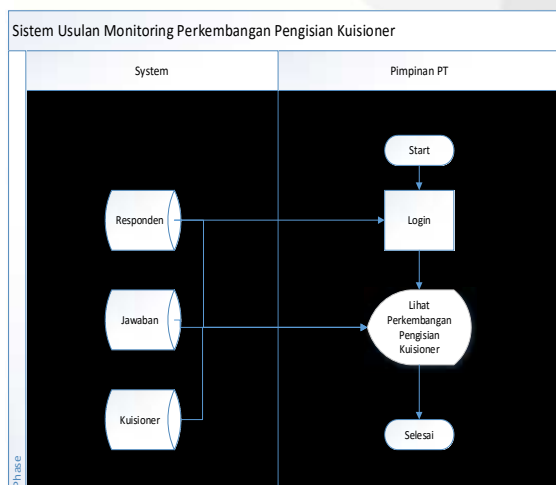 Sistem Usulan Monitoring Perkembangan Pengisian Kuisioner
System
Pimpinan PT
Start
Responden
Login
Jawaban
Lihat
Perkembangan
Pengisian
Kuisioner
Kuisioner
Selesai
Phase